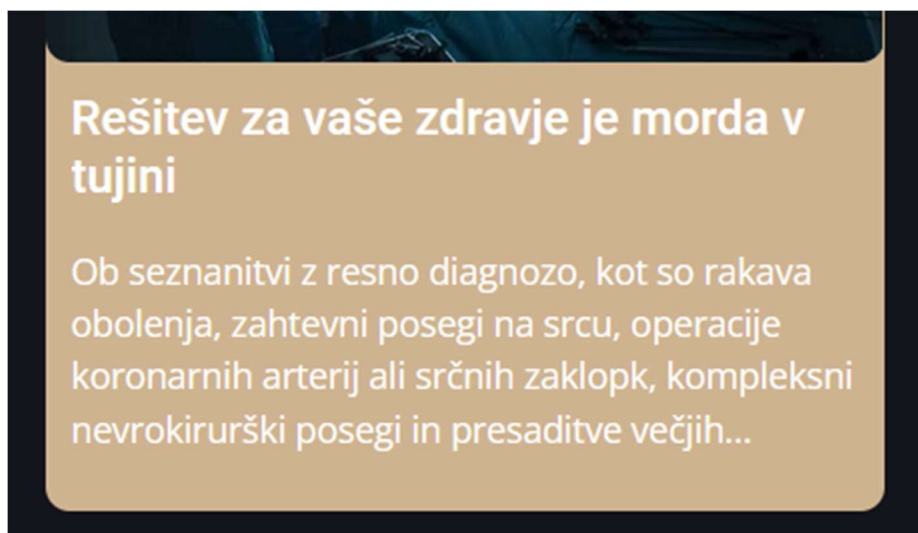 Rešitev za vaše zdravje je morda v
tujini
Ob seznanitvi z resno diagnozo, kot so rakava
obolenja, zahtevni posegi na srcu, operacije
koronarnih arterij ali srčnih zaklopk, kompleksni
nevrokirurški posegi in presaditve večjih...